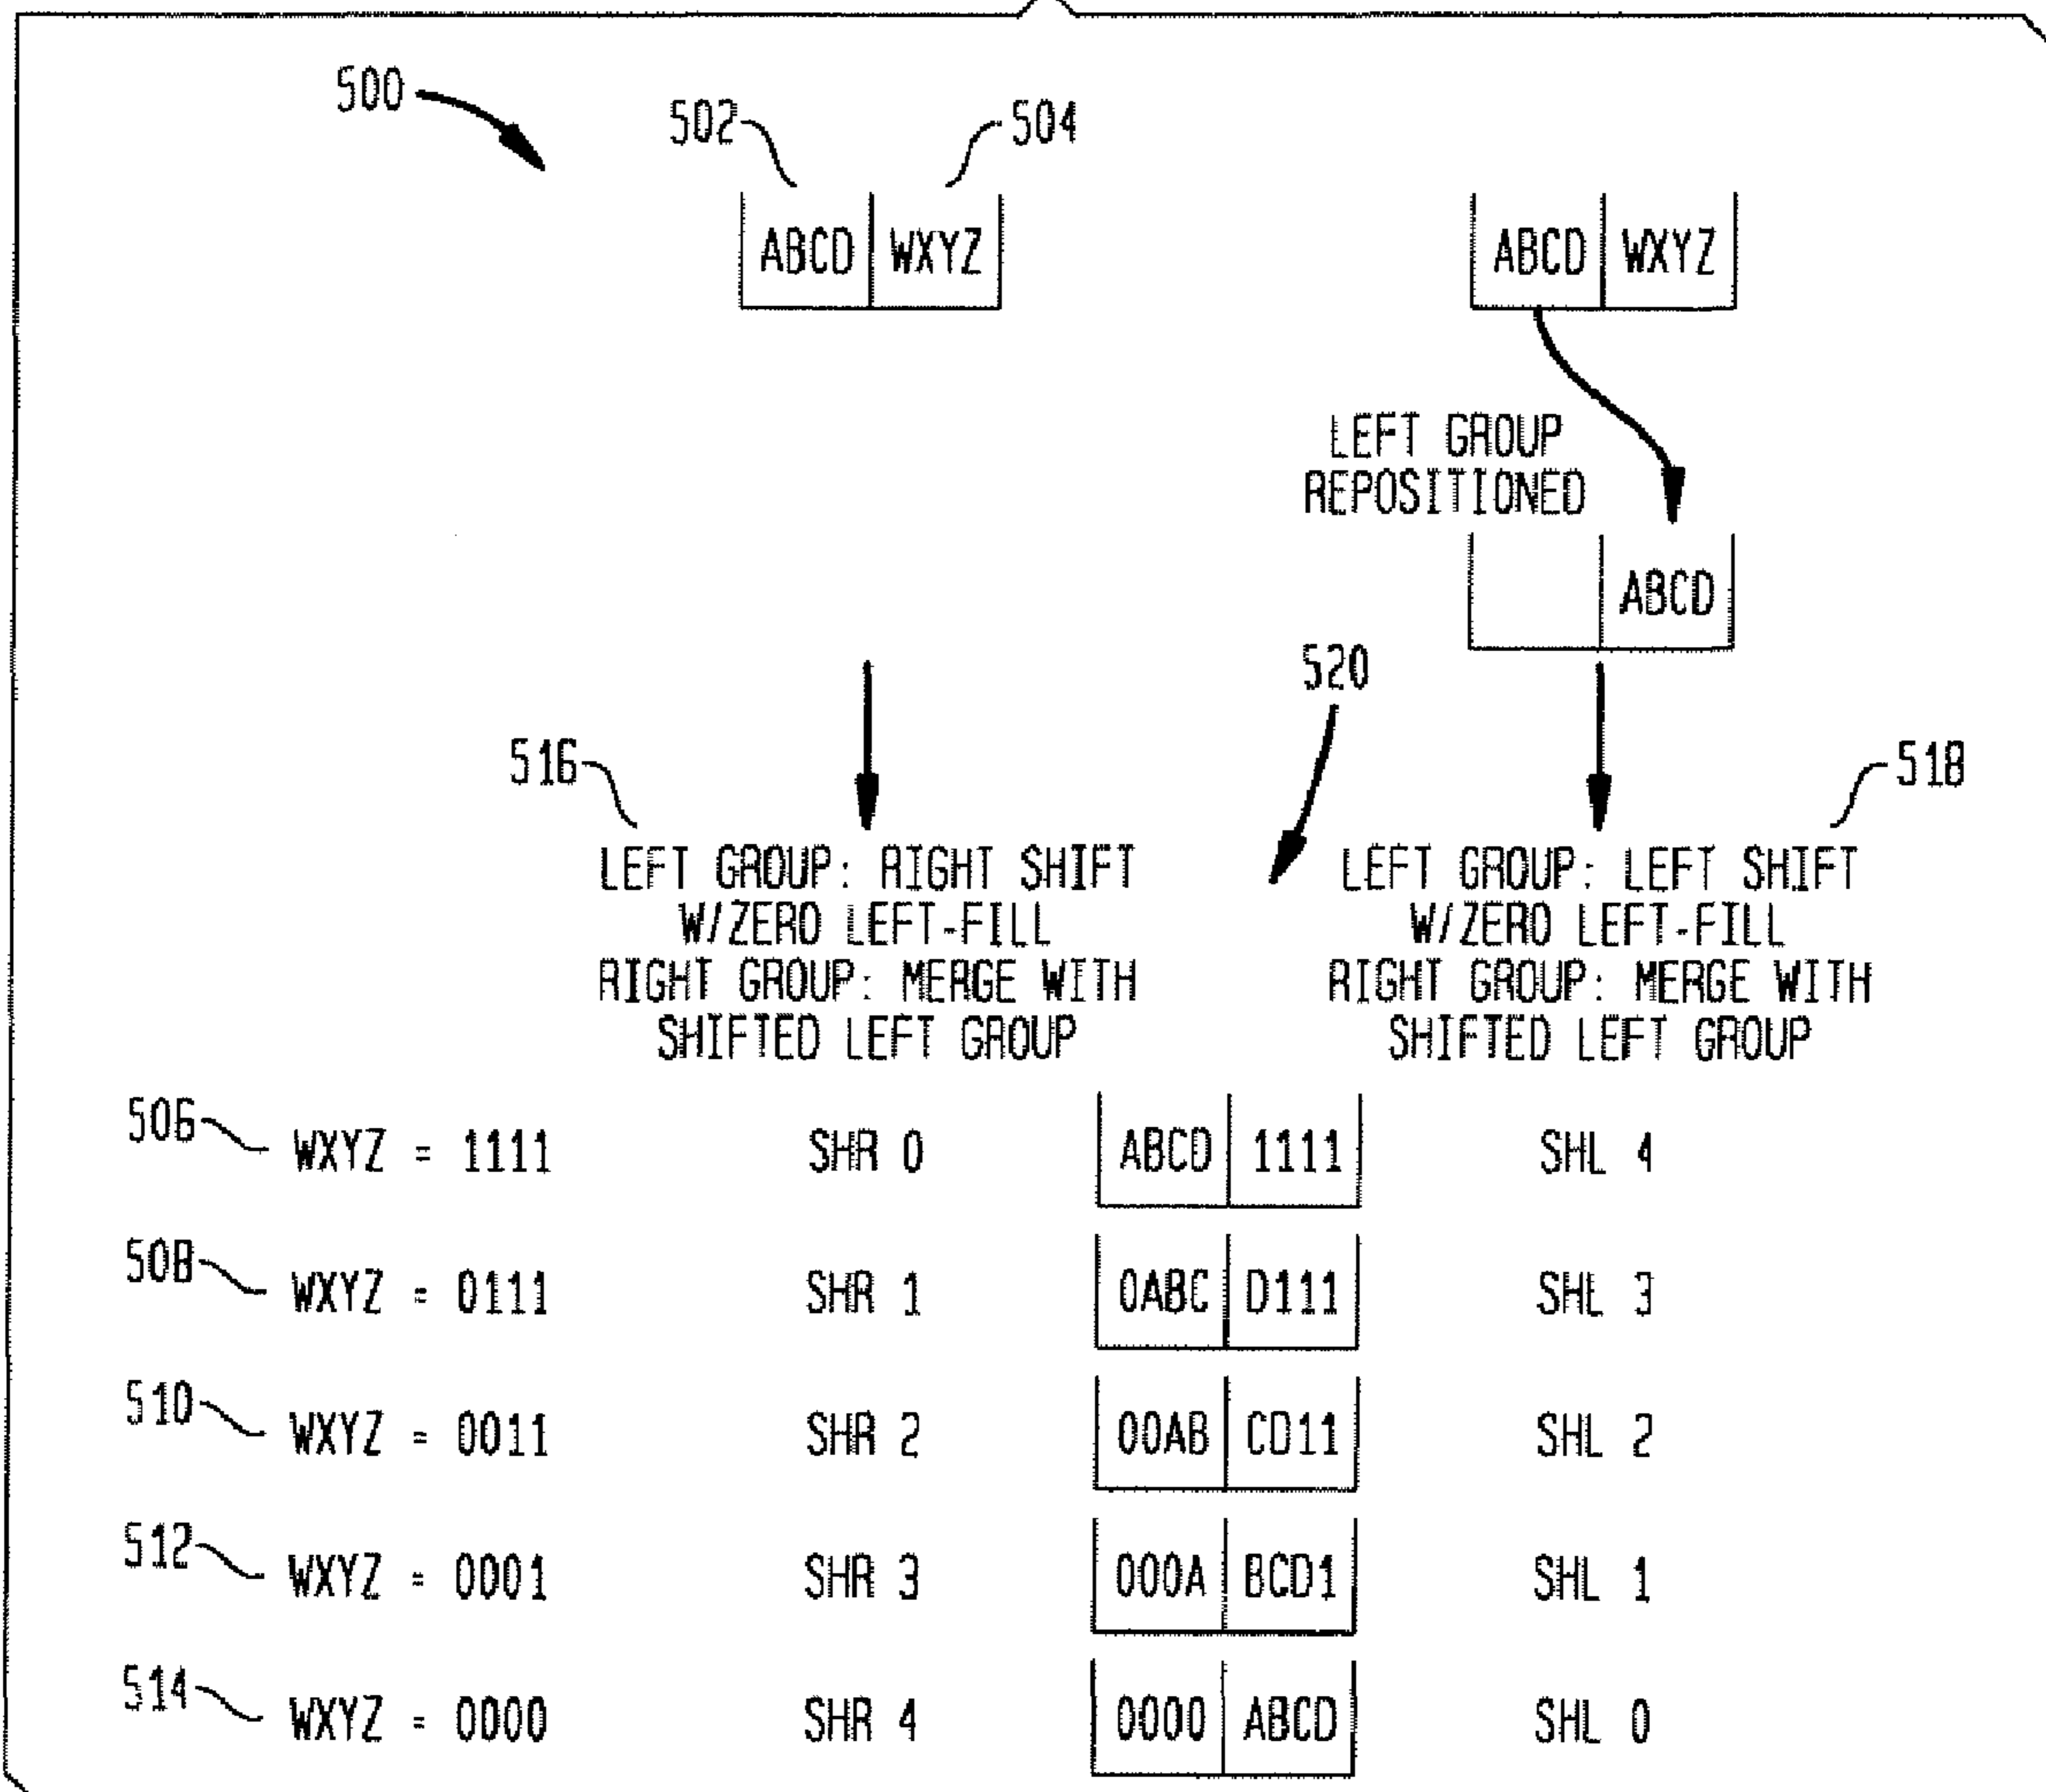 500
502
504
ABCD WXYZ
ABCD WXYZ
LEFT GROUP
REPOSITIONED
ABCD
520
516
518
LEFT GROUP: RIGHT SHIFT
W/ZERO LEFT-FILL
RIGHT GROUP: MERGE WITH
SHIFTED LEFT GROUP
LEFT GROUP: LEFT SHIFT
W/ZERO LEFT-FILL
RIGHT GROUP: MERGE WITH
SHIFTED LEFT GROUP
506 WXYZ = 1111 SHR 0 ABCD 1111 SHL 4
508 WXYZ = 0111 SHR 1 0ABC D111 SHL 3
510 WXYZ = 0011 SHR 2 00AB CD11 SHL 2
512 WXYZ = 0001 SHR 3 000A BCD1 SHL 1
514 WXYZ = 0000 SHR 4 0000 ABCD SHL 0